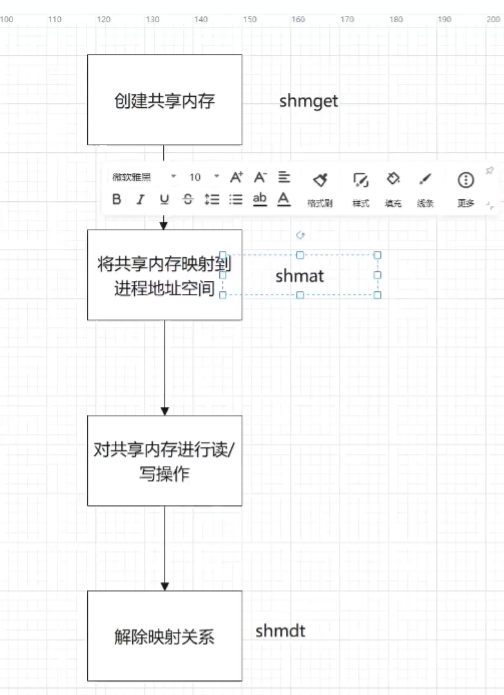 100 110 120 130 140 150 160 170 180 190 200
创建共享内存
shmget
微软雅黑 10 A+ A-
B I U S ab A 格式刷 样式 填充 线条 更多
将共享内存映射到
进程地址空间
shmat
对共享内存进行读/
写操作
解除映射关系
shmdt